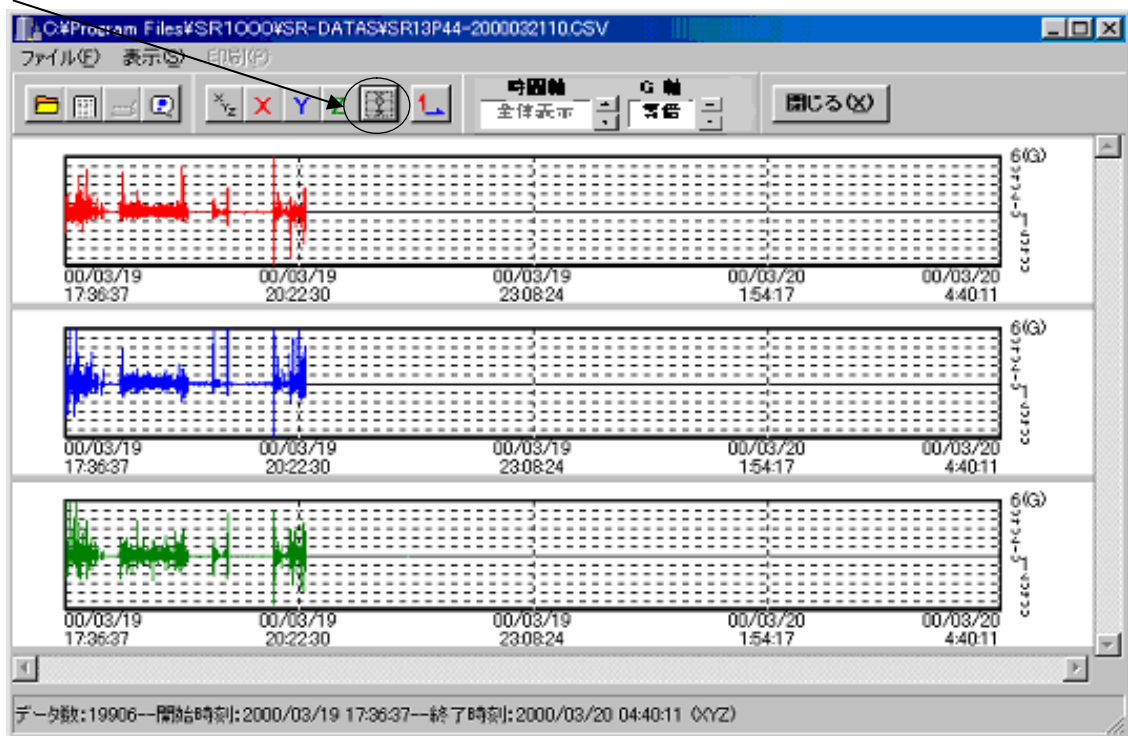 C:¥Program Files¥SR1000¥SR-DATAS¥SR13P44-2000032110.CSV
ファイル(F) 表示(S) 印刷(P)
XYZ X Y Z 1
時間軸 G 軸
全体表示 等倍
閉じる(X)
6(G)
00/03/19 00/03/19 00/03/19 00/03/20 00/03/20
17:36:37 20:22:30 23:08:24 1:54:17 4:40:11
6(G)
00/03/19 00/03/19 00/03/19 00/03/20 00/03/20
17:36:37 20:22:30 23:08:24 1:54:17 4:40:11
6(G)
00/03/19 00/03/19 00/03/19 00/03/20 00/03/20
17:36:37 20:22:30 23:08:24 1:54:17 4:40:11
データ数:19906--開始時刻:2000/03/19 17:36:37--終了時刻:2000/03/20 04:40:11 (XYZ)